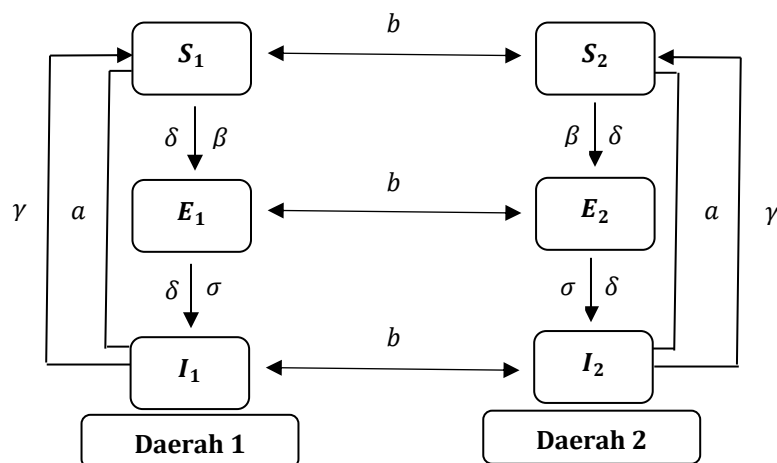 b
S₁
S₂
δ β
β δ
γ
a
b
a
γ
E₁
E₂
δ σ
σ δ
b
I₁
I₂
Daerah 1
Daerah 2